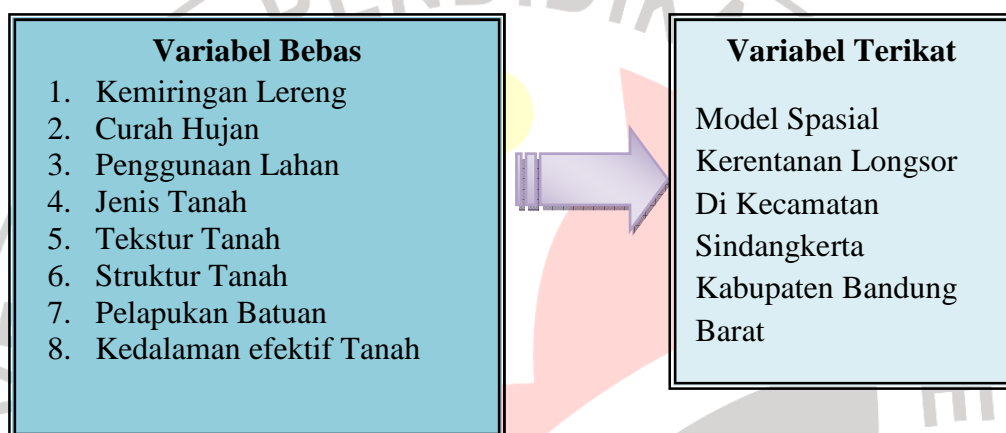 PENDIDIKA
Variabel Bebas
1. Kemiringan Lereng
2. Curah Hujan
3. Penggunaan Lahan
4. Jenis Tanah
5. Tekstur Tanah
6. Struktur Tanah
7. Pelapukan Batuan
8. Kedalaman efektif Tanah
Variabel Terikat
Model Spasial
Kerentanan Longsor
Di Kecamatan
Sindangkerta
Kabupaten Bandung
Barat